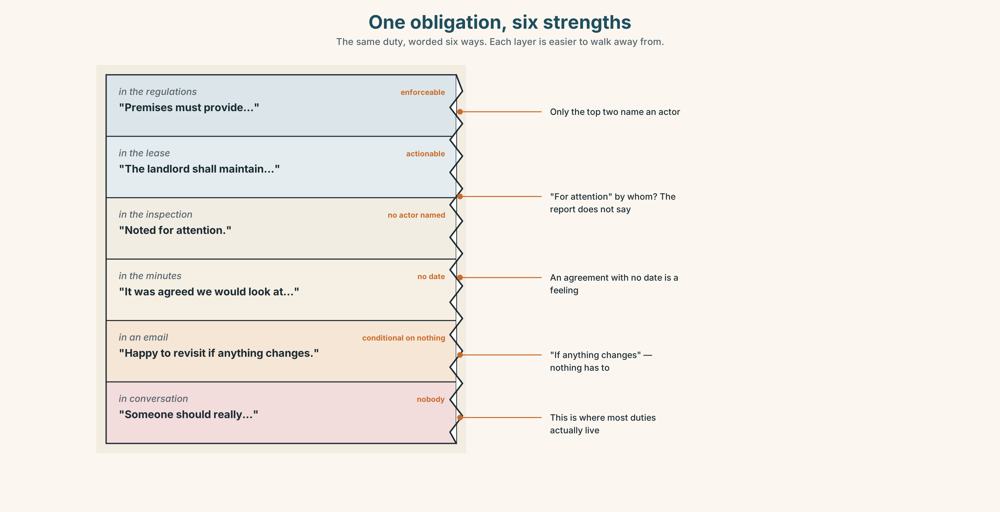 One obligation, six strengths
The same duty, worded six ways. Each layer is easier to walk away from.
in the regulations
enforceable
"Premises must provide..."
Only the top two name an actor
in the lease
actionable
"The landlord shall maintain..."
"For attention" by whom? The
report does not say
in the inspection
no actor named
"Noted for attention."
in the minutes
no date
"It was agreed we would look at..."
An agreement with no date is a
feeling
in an email
conditional on nothing
"Happy to revisit if anything changes."
"If anything changes" —
nothing has to
in conversation
nobody
"Someone should really..."
This is where most duties
actually live